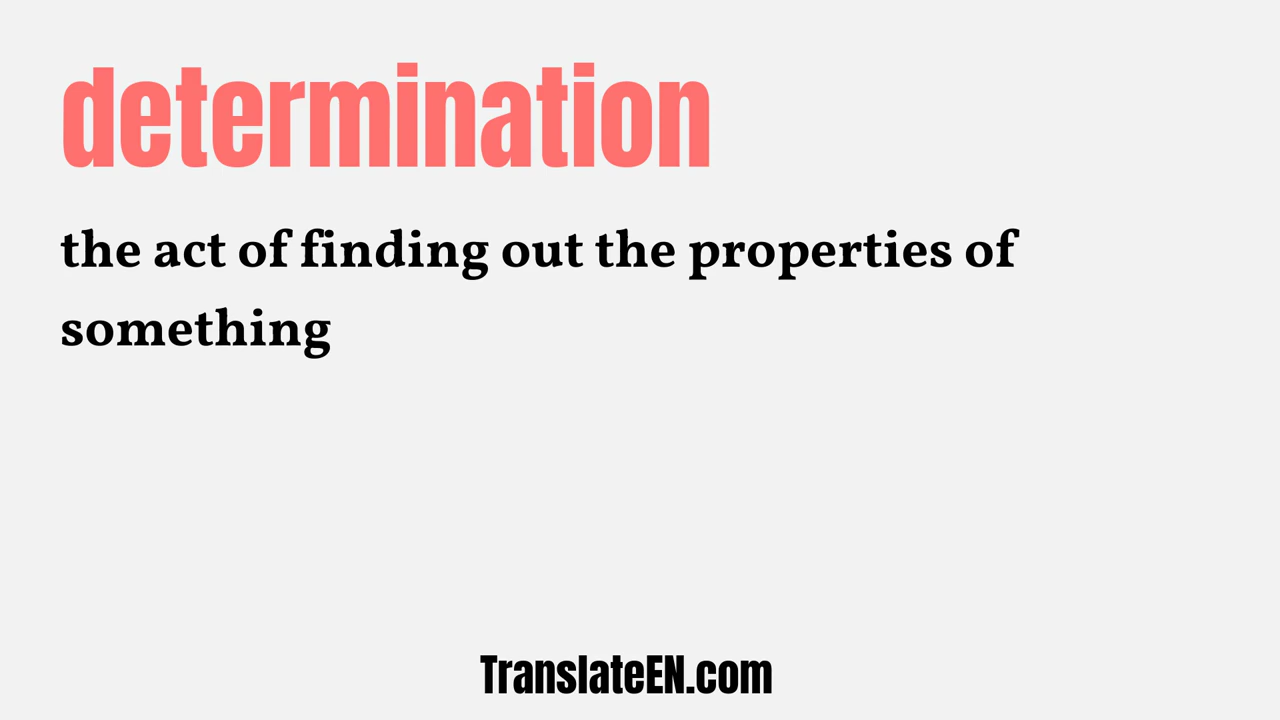 determination
the act of finding out the properties of
something
TranslateEN.com